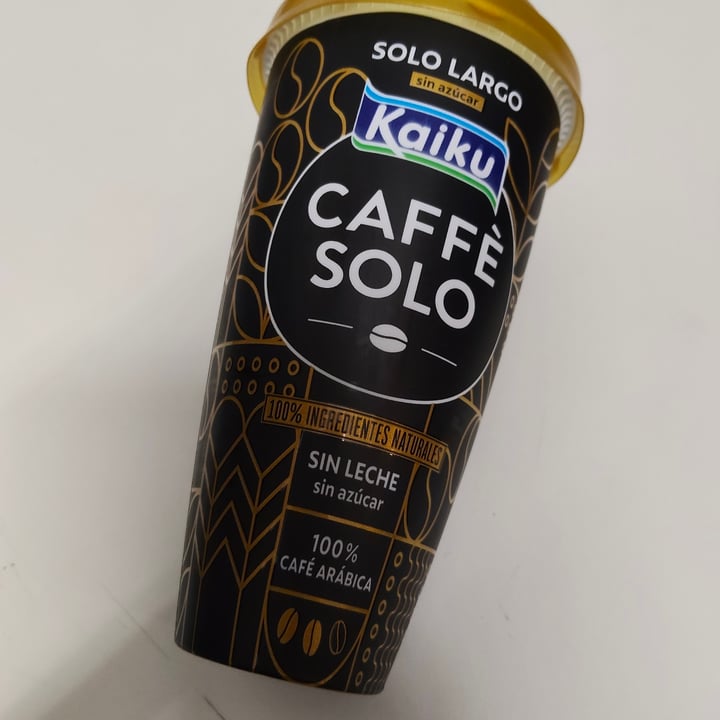 SOLO LARGO
sin azúcar
Kaiku
CAFFÈ
SOLO
100% INGREDIENTES NATURALES
SIN LECHE
sin azúcar
100%
CAFÉ ARÁBICA